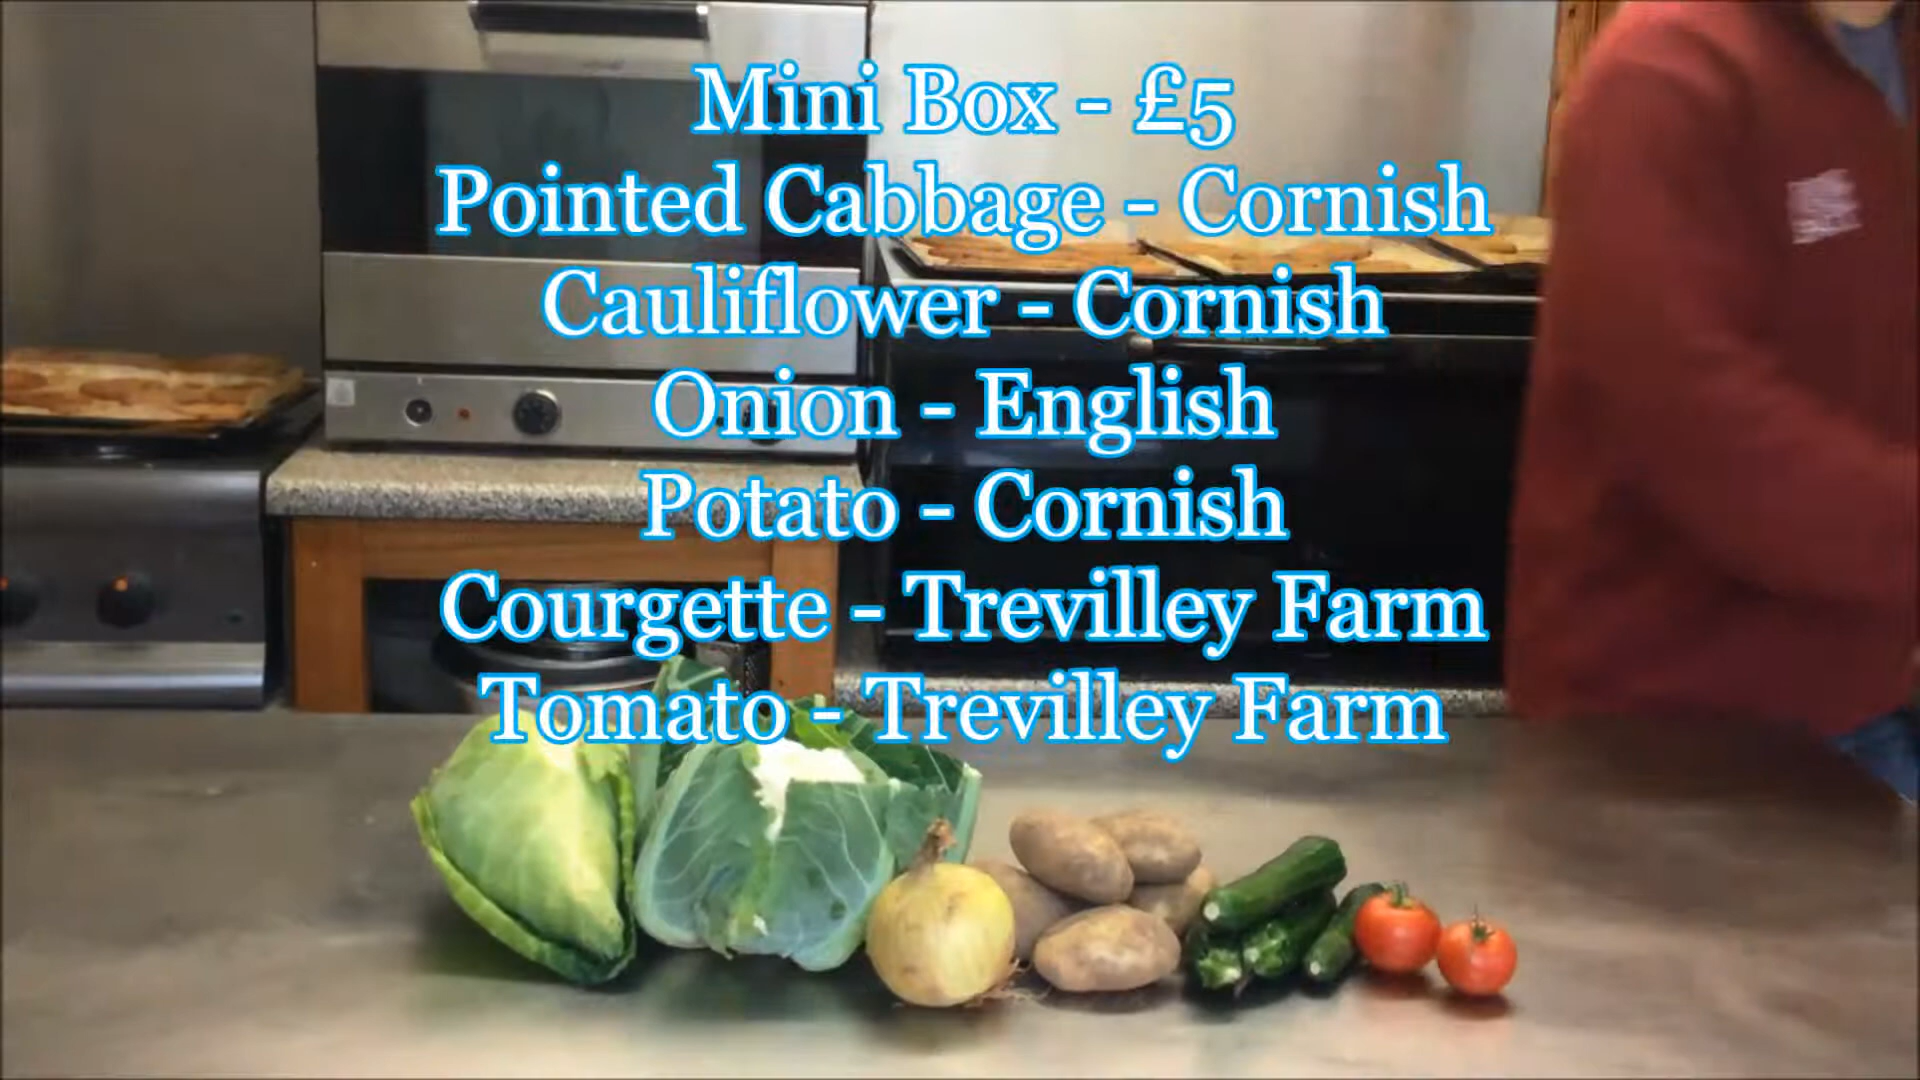 Mini Box - £5
Pointed Cabbage - Cornish
Cauliflower - Cornish
Onion - English
Potato - Cornish
Courgette - Trevilley Farm
Tomato - Trevilley Farm